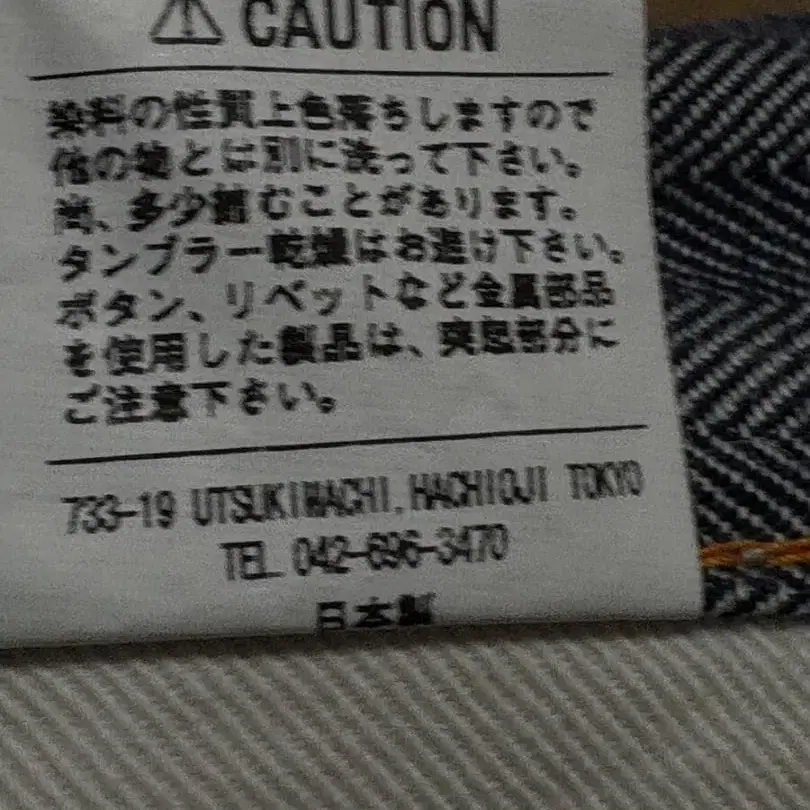 ⚠ CAUTION
染料の性質上色落ちしますので
他の物とは別に洗って下さい。
尚、多少縮むことがあります。
タンブラー乾燥はお避け下さい。
ボタン、リベットなど金属部品
を使用した製品は、突起部分に
ご注意下さい。
733-19 UTSUKIMACHI, HACHIOJI TOKYO
TEL. 042-696-3470
日本製